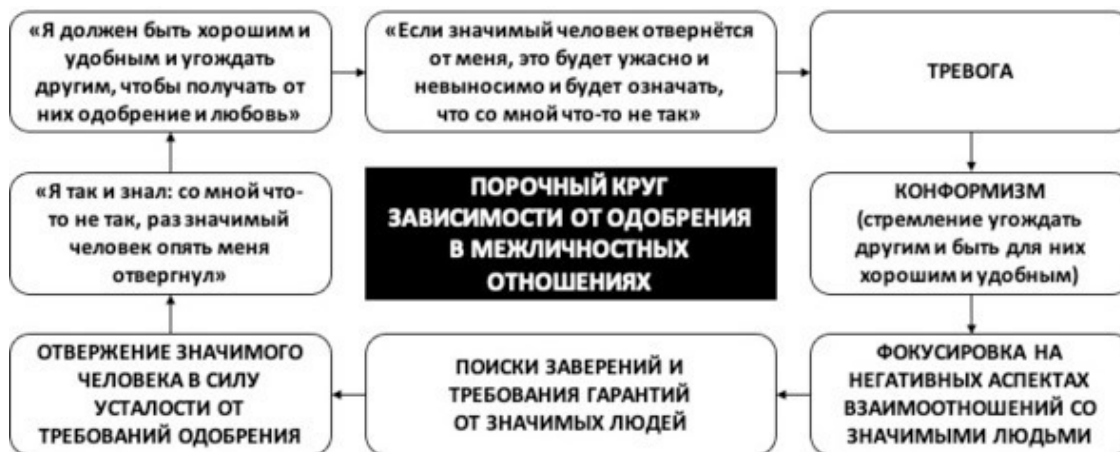 «Я должен быть хорошим и
удобным и угождать
другим, чтобы получать от
них одобрение и любовь»
«Если значимый человек отвернётся
от меня, это будет ужасно и
невыносимо и будет означать,
что со мной что-то не так»
ТРЕВОГА
«Я так и знал: со мной что-
то не так, раз значимый
человек опять меня
отвергнул»
ПОРОЧНЫЙ КРУГ
ЗАВИСИМОСТИ ОТ ОДОБРЕНИЯ
В МЕЖЛИЧНОСТНЫХ
ОТНОШЕНИЯХ
КОНФОРМИЗМ
(стремление угождать
другим и быть для них
хорошим и удобным)
ОТВЕРЖЕНИЕ ЗНАЧИМОГО
ЧЕЛОВЕКА В СИЛУ
УСТАЛОСТИ ОТ
ТРЕБОВАНИЙ ОДОБРЕНИЯ
ПОИСКИ ЗАВЕРЕНИЙ И
ТРЕБОВАНИЯ ГАРАНТИЙ
ОТ ЗНАЧИМЫХ ЛЮДЕЙ
ФОКУСИРОВКА НА
НЕГАТИВНЫХ АСПЕКТАХ
ВЗАИМООТНОШЕНИЙ СО
ЗНАЧИМЫМИ ЛЮДЬМИ